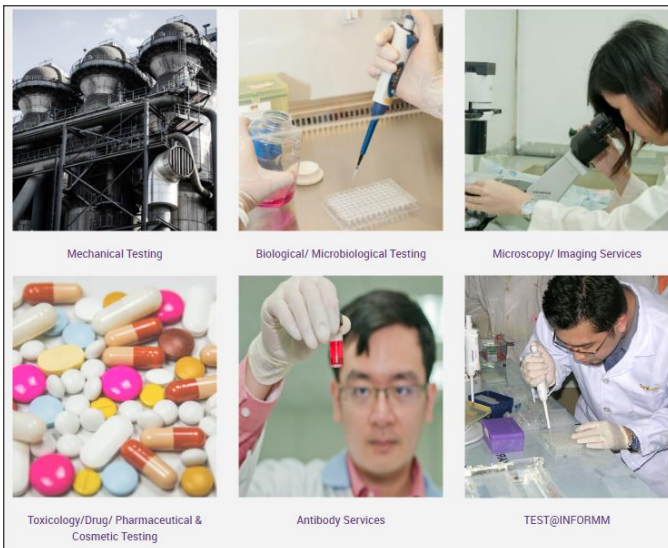 Mechanical Testing
Biological/ Microbiological Testing
Microscopy/ Imaging Services
Toxicology/Drug/ Pharmaceutical &
Cosmetic Testing
Antibody Services
TEST@INFORMM